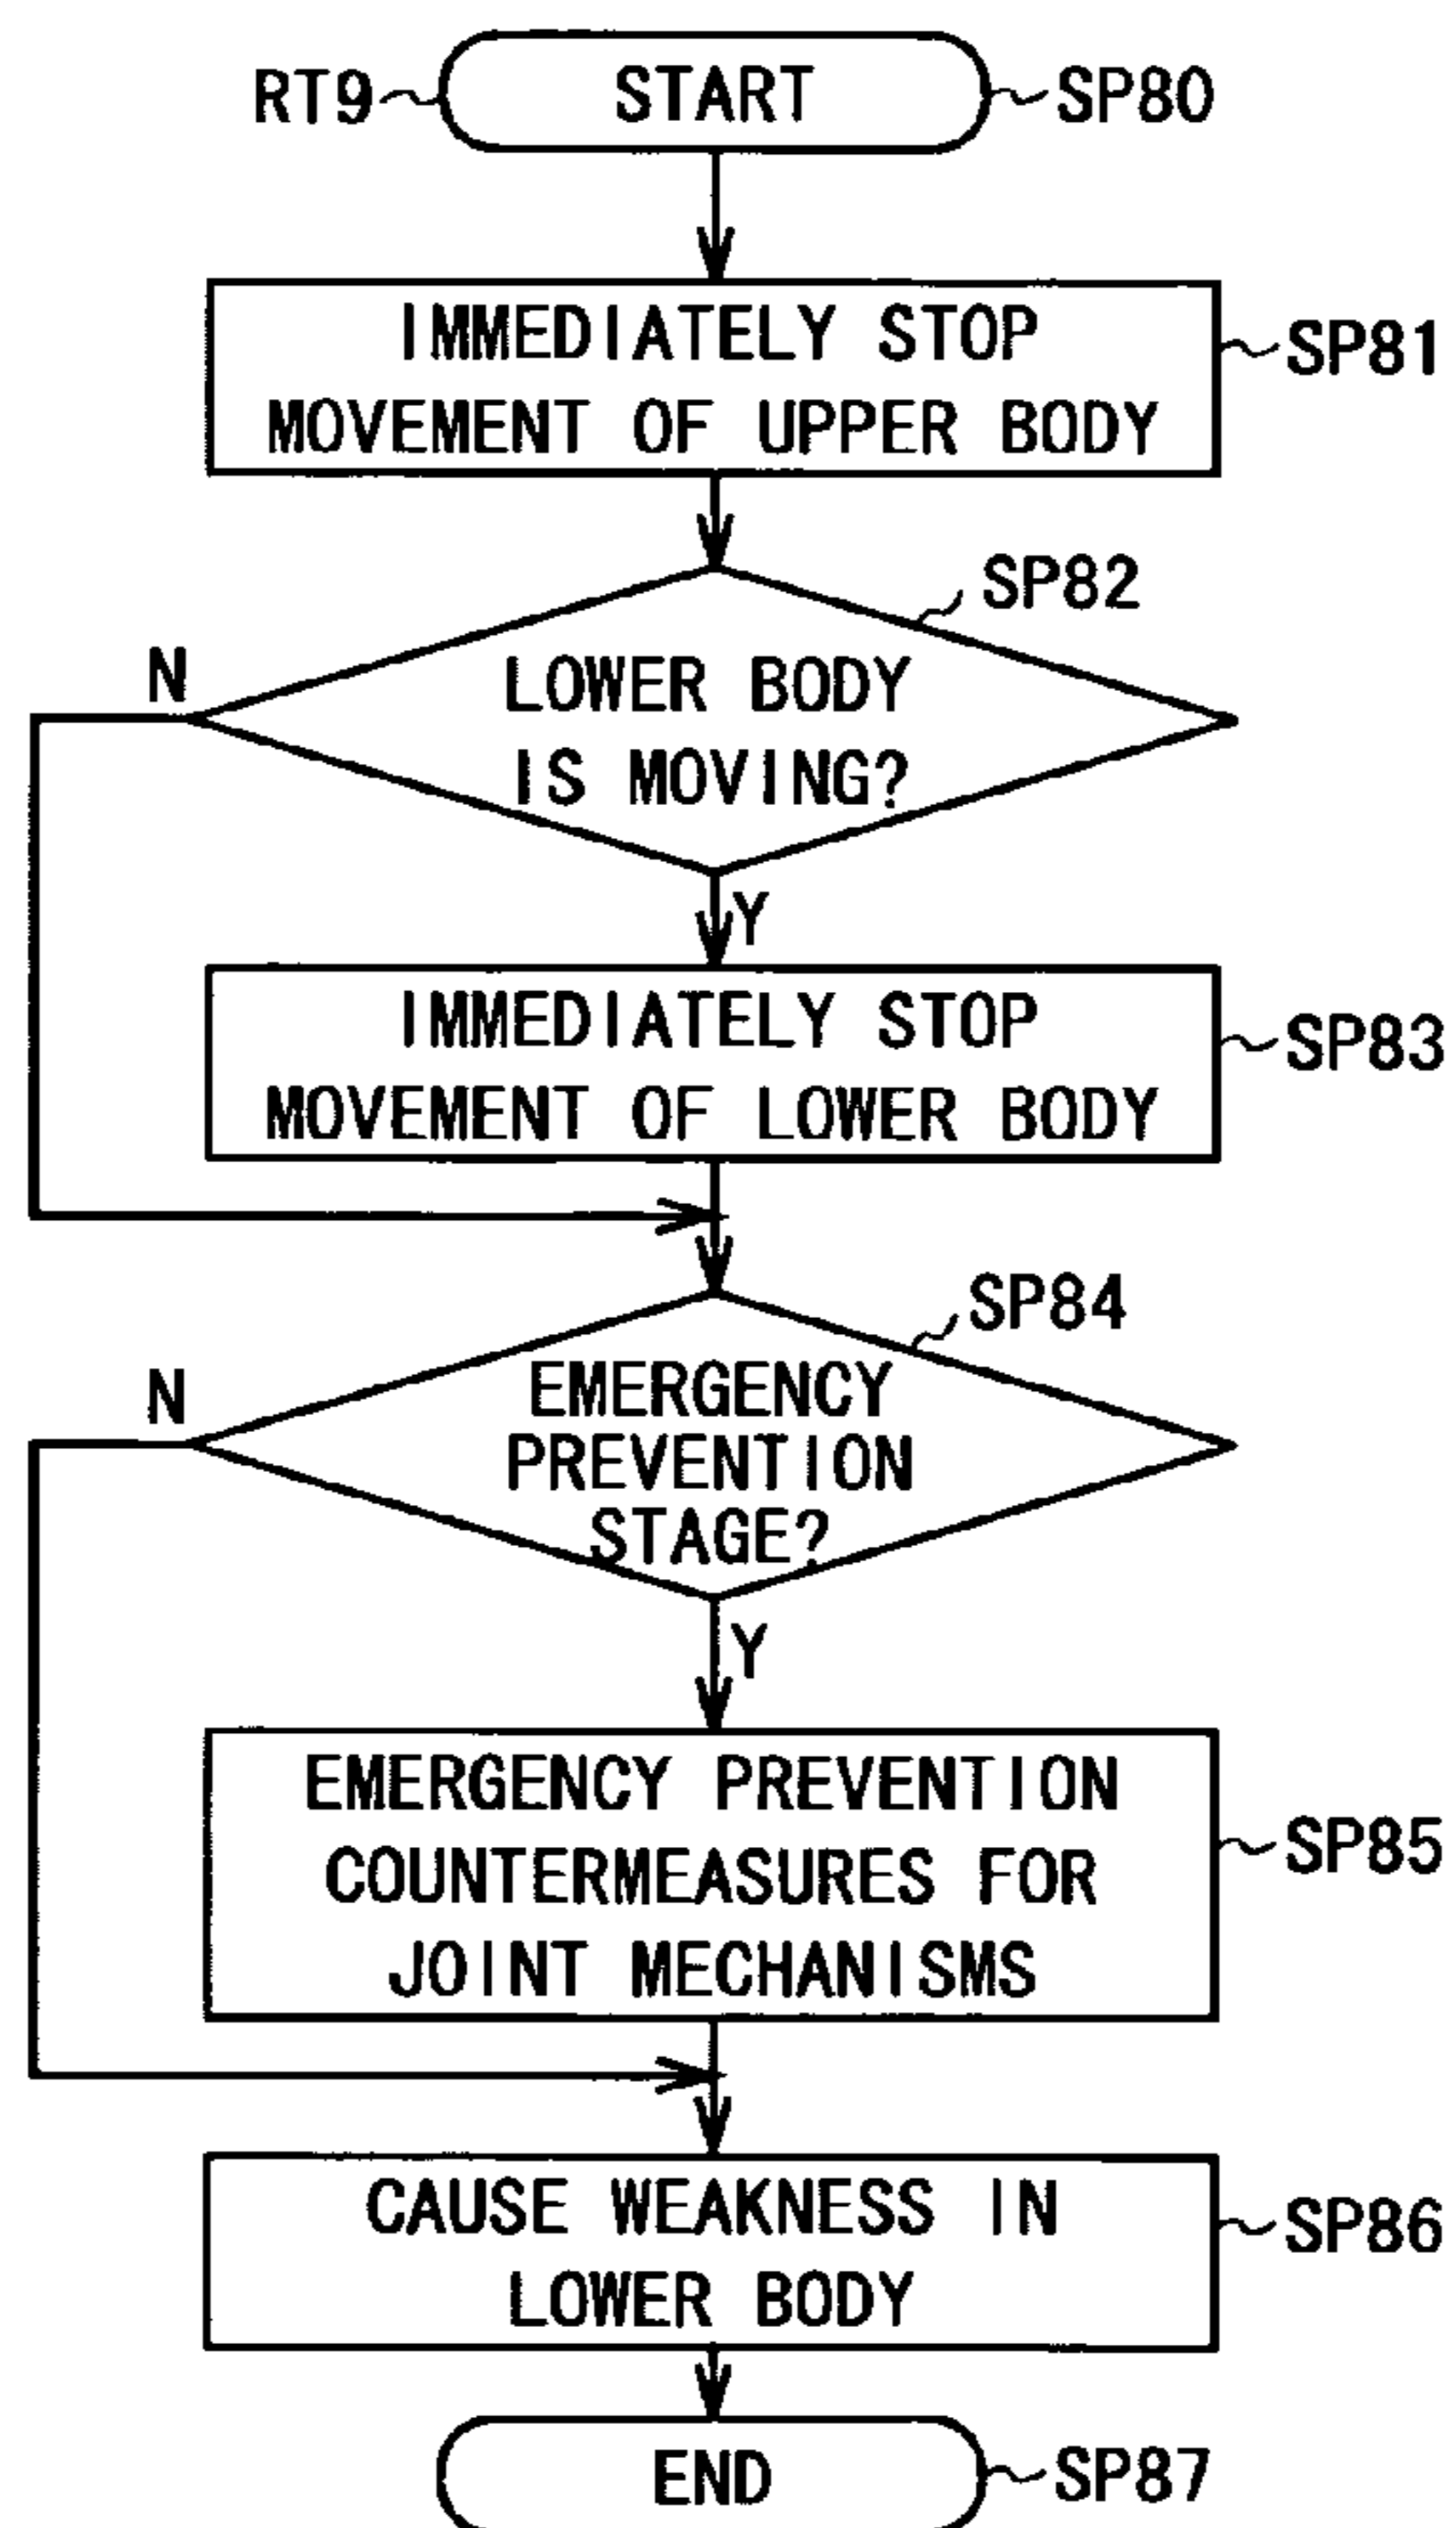 RT9 START SP80
IMMEDIATELY STOP
MOVEMENT OF UPPER BODY
SP81
SP82
N
LOWER BODY
IS MOVING?
Y
IMMEDIATELY STOP
MOVEMENT OF LOWER BODY
SP83
SP84
N
EMERGENCY
PREVENTION
STAGE?
Y
EMERGENCY PREVENTION
COUNTERMEASURES FOR
JOINT MECHANISMS
SP85
CAUSE WEAKNESS IN
LOWER BODY
SP86
END SP87